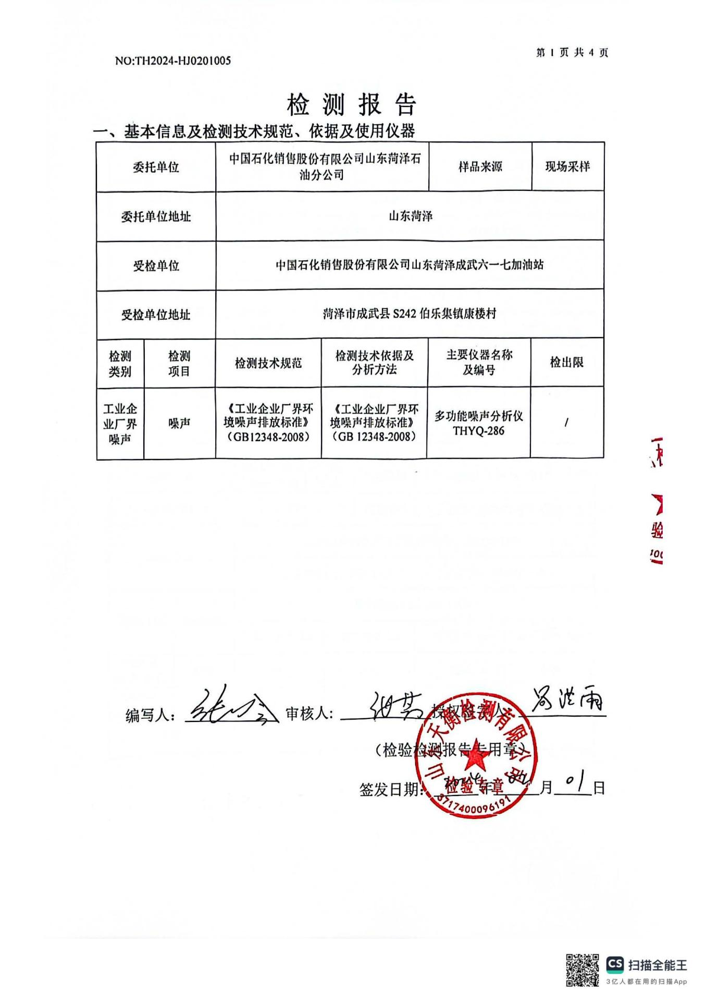 NO:TH2024-HJ0201005
第 1 页 共 4 页
检 测 报 告
一、基本信息及检测技术规范、依据及使用仪器
委托单位
中国石化销售股份有限公司山东菏泽石
油分公司
样品来源
现场采样
委托单位地址
山东菏泽
受检单位
中国石化销售股份有限公司山东菏泽成武六一七加油站
受检单位地址
菏泽市成武县 S242 伯乐集镇康楼村
检测
类别
检测
项目
检测技术规范
检测技术依据及
分析方法
主要仪器名称
及编号
检出限
工业企
业厂界
噪声
噪声
《工业企业厂界环
境噪声排放标准》
（GB12348-2008）
《工业企业厂界环
境噪声排放标准》
（GB 12348-2008）
多功能噪声分析仪
THYQ-286
/
验
编写人：
审核人：
授权签字人
（检验检测报告专用章）
签发日期：2024年 02 月 01 日
山东天衡检测有限公司
检验专章
3717400096191
CS 扫描全能王
3亿人都在用的扫描App